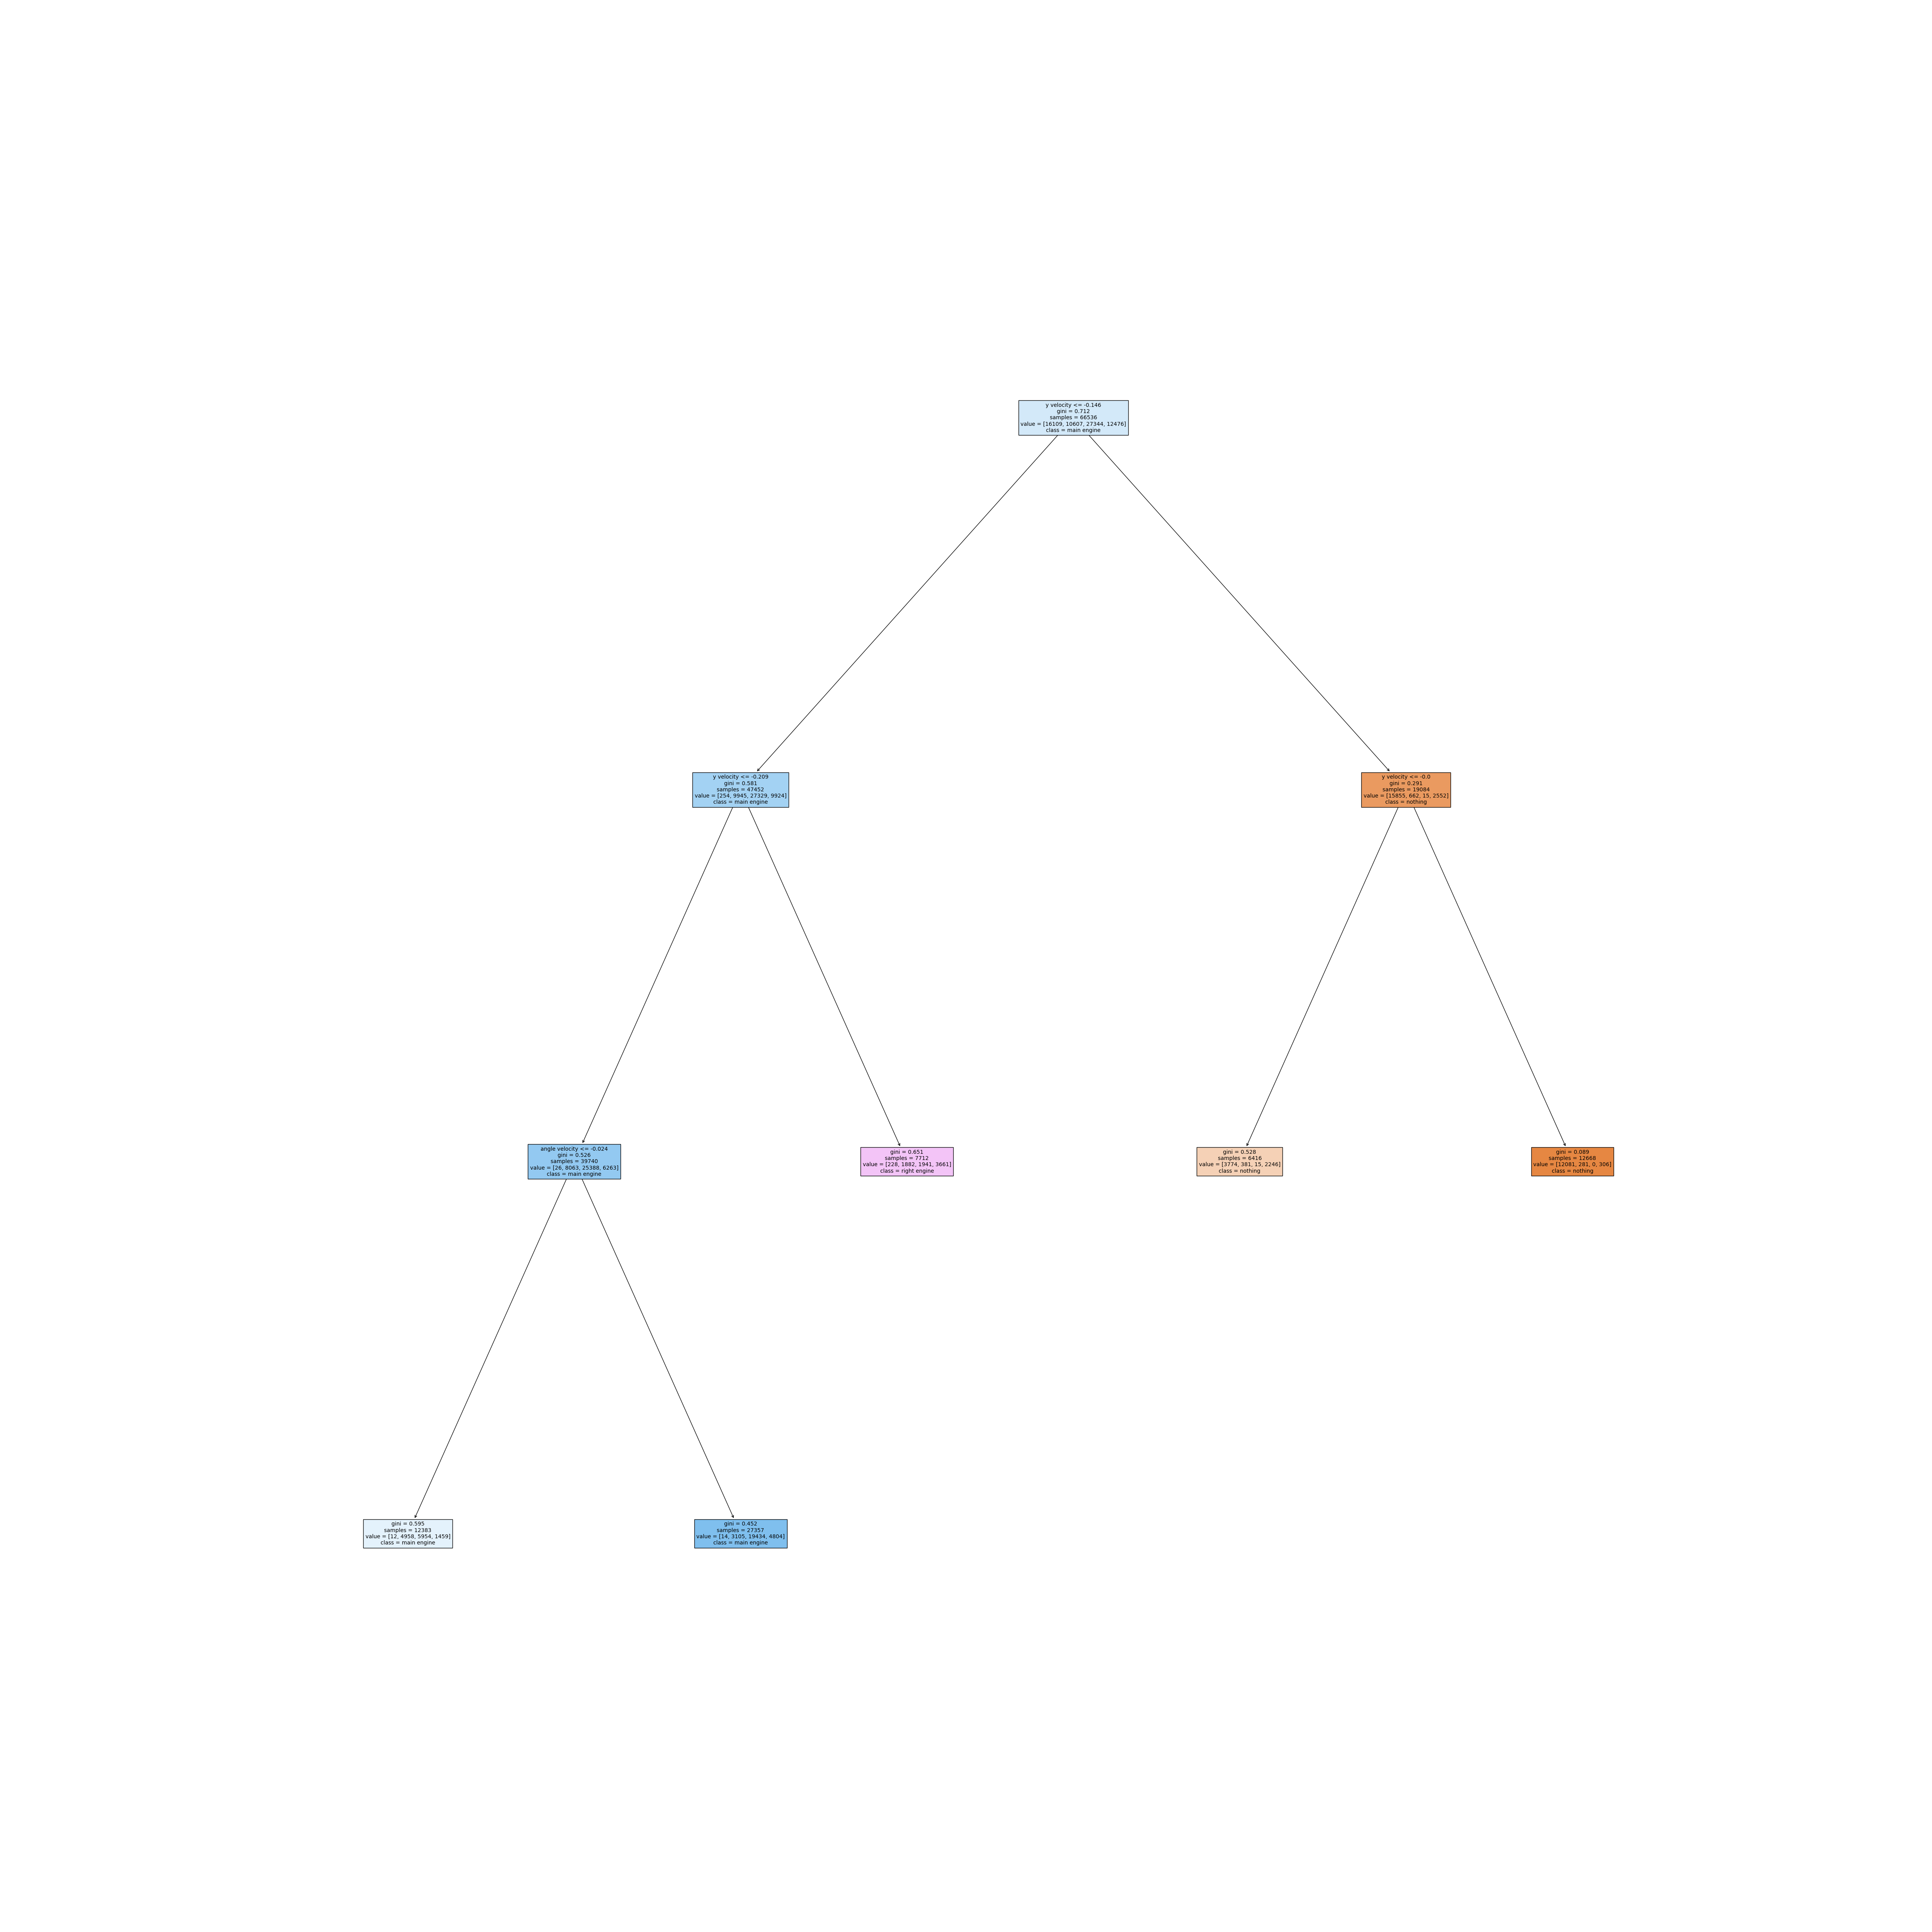 y velocity <= -0.146
gini = 0.712
samples = 66536
value = [16109, 10607, 27344, 12476]
class = main engine
y velocity <= -0.209
gini = 0.581
samples = 47452
value = [254, 9945, 27329, 9924]
class = main engine
y velocity <= -0.0
gini = 0.291
samples = 19084
value = [15855, 662, 15, 2552]
class = nothing
angle velocity <= -0.024
gini = 0.526
samples = 39740
value = [26, 8063, 25388, 6263]
class = main engine
gini = 0.651
samples = 7712
value = [228, 1882, 1941, 3661]
class = right engine
gini = 0.528
samples = 6416
value = [3774, 381, 15, 2246]
class = nothing
gini = 0.089
samples = 12668
value = [12081, 281, 0, 306]
class = nothing
gini = 0.595
samples = 12383
value = [12, 4958, 5954, 1459]
class = main engine
gini = 0.452
samples = 27357
value = [14, 3105, 19434, 4804]
class = main engine